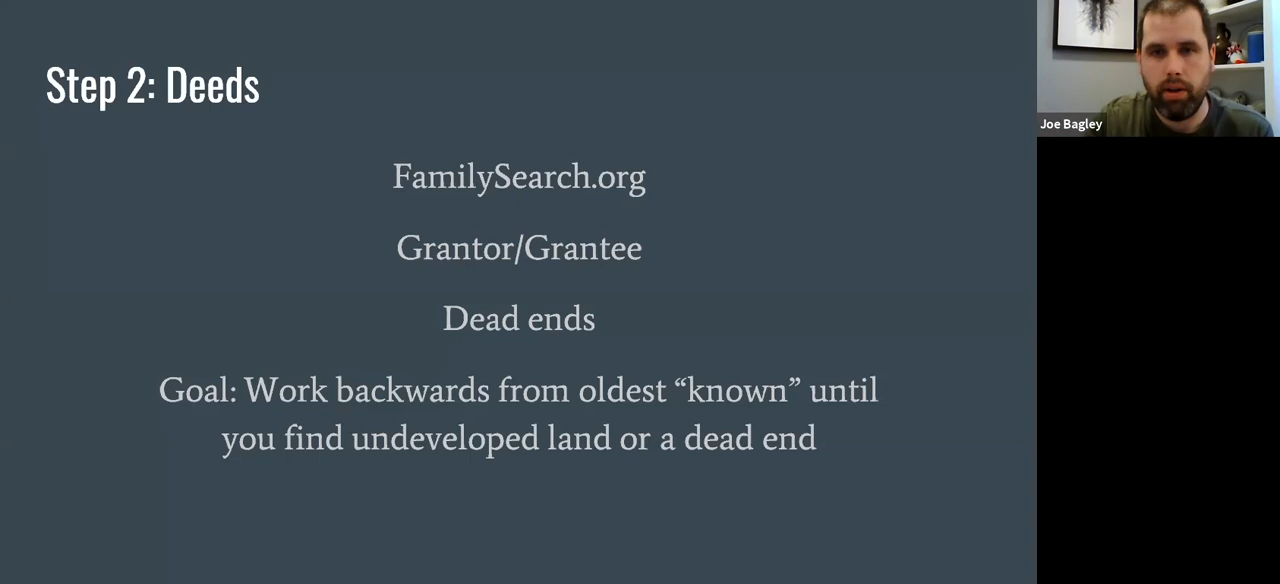 Step 2: Deeds
FamilySearch.org
Grantor/Grantee
Dead ends
Goal: Work backwards from oldest “known” until
you find undeveloped land or a dead end
Joe Bagley